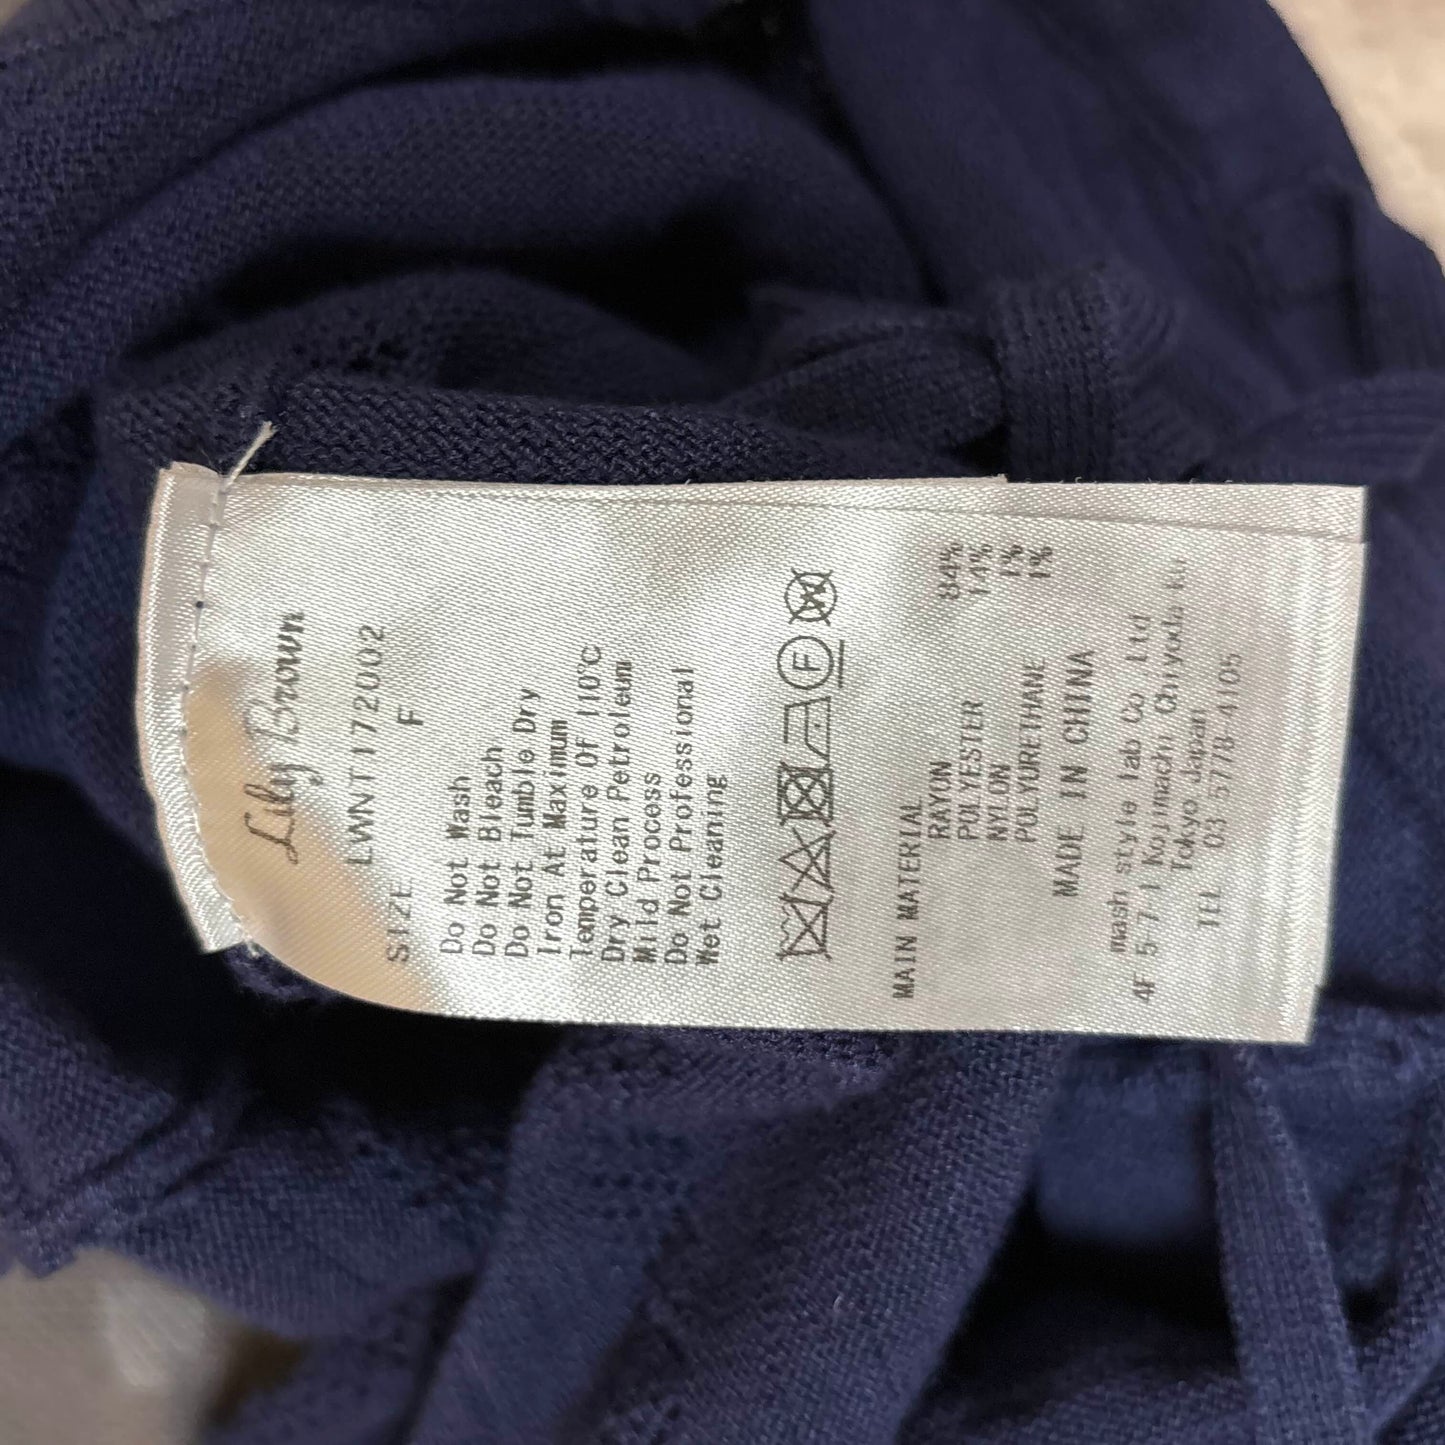 Lily Brown
LWNT172002
SIZE F
Do Not Wash
Do Not Bleach
Do Not Tumble Dry
Iron At Maximum
Temperature Of 110°C
Dry Clean Petroleum
Mild Process
Do Not Professional
Wet Cleaning
F
W
MAIN MATERIAL
RAYON 84%
POLYESTER 14%
NYLON 1%
POLYURETHANE 1%
MADE IN CHINA
mash style lab Co Ltd
4F 5-7-1 Kojimachi Chiyoda ku
Tokyo Japan
TEL 03 5778 4105